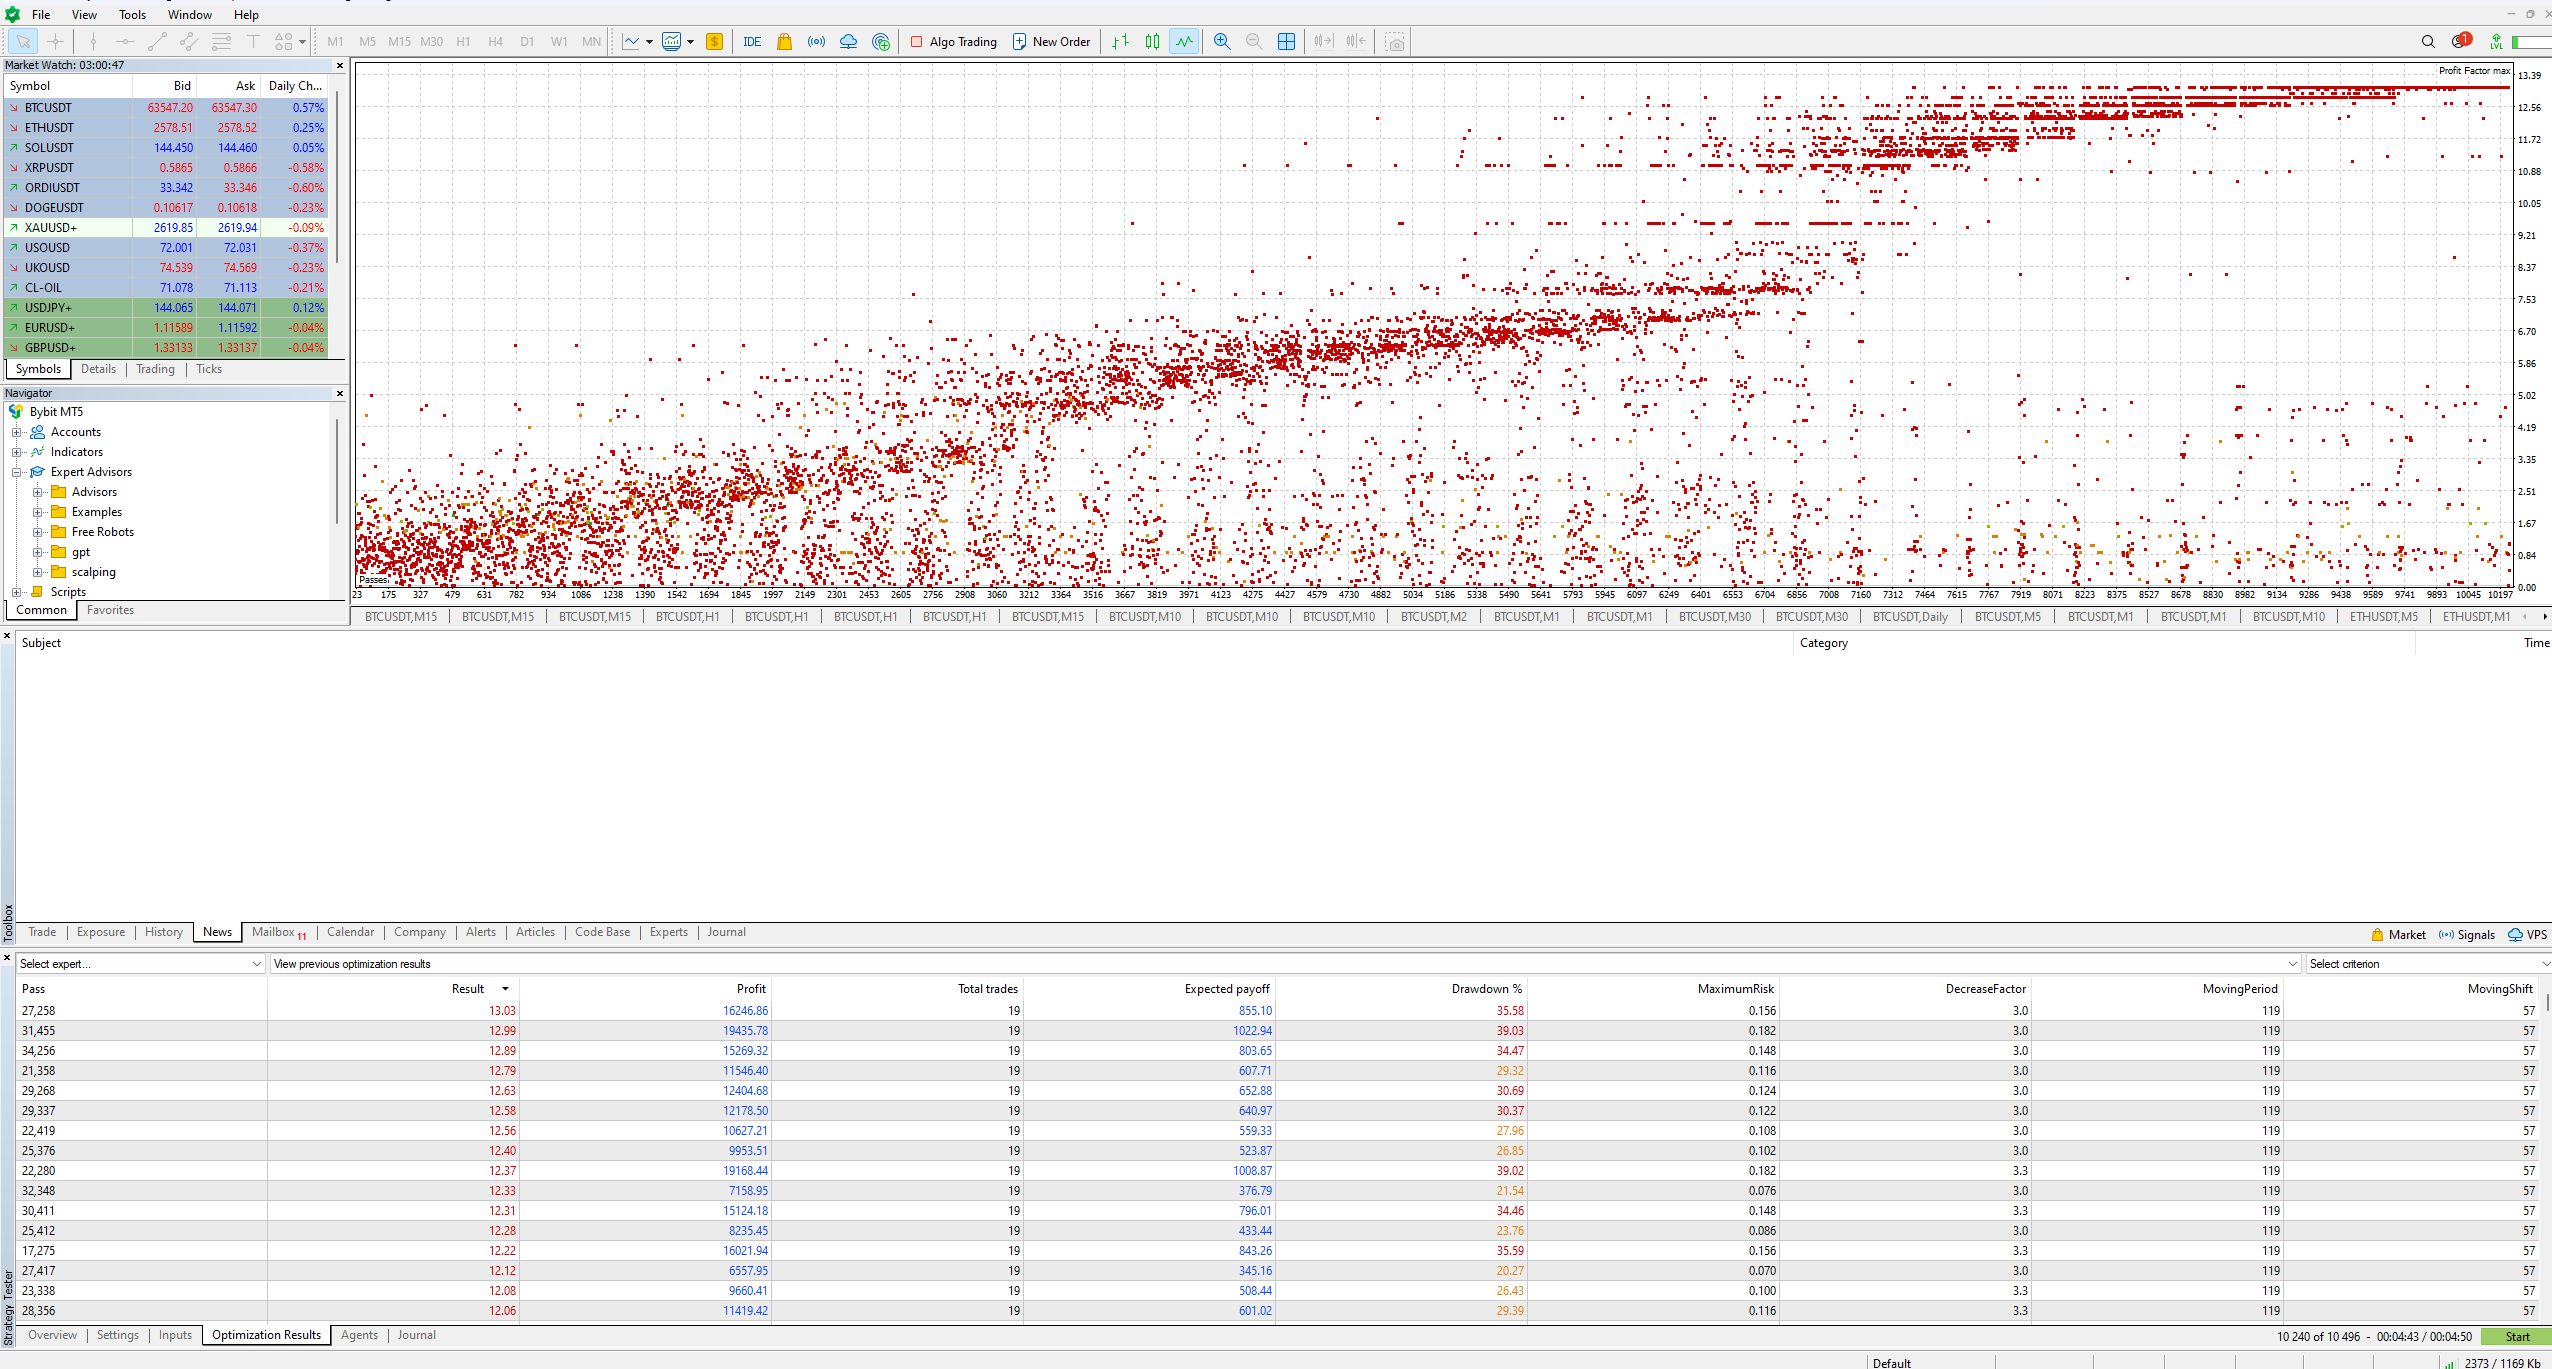 File View Tools Window Help
M1 M5 M15 M30 H1 H4 D1 W1 MN IDE Algo Trading New Order 1 LVL
Market Watch: 03:00:47
Symbol Bid Ask Daily Ch...
BTCUSDT 63547.20 63547.30 0.57%
ETHUSDT 2578.51 2578.52 0.25%
SOLUSDT 144.450 144.460 0.05%
XRPUSDT 0.5865 0.5866 -0.58%
ORDIUSDT 33.342 33.346 -0.60%
DOGEUSDT 0.10617 0.10618 -0.23%
XAUUSD+ 2619.85 2619.94 -0.09%
USOUSD 72.001 72.031 -0.37%
UKOUSD 74.539 74.569 -0.23%
CL-OIL 71.078 71.113 -0.21%
USDJPY+ 144.065 144.071 0.12%
EURUSD+ 1.11589 1.11592 -0.04%
GBPUSD+ 1.33133 1.33137 -0.04%
Symbols Details Trading Ticks
Navigator
Bybit MT5
Accounts
Indicators
Expert Advisors
Advisors
Examples
Free Robots
gpt
scalping
Scripts
Common Favorites
Profit Factor max
13.39
12.56
11.72
10.88
10.05
9.21
8.37
7.53
6.70
5.86
5.02
4.19
3.35
2.51
1.67
0.84
0.00
Passes
23 175 327 479 631 782 934 1086 1238 1390 1542 1694 1845 1997 2149 2301 2453 2605 2756 2908 3060 3212 3364 3516 3667 3819 3971 4123 4275 4427 4579 4730 4882 5034 5186 5338 5490 5641 5793 5945 6097 6249 6401 6553 6704 6856 7008 7160 7312 7464 7615 7767 7919 8071 8223 8375 8527 8678 8830 8982 9134 9286 9438 9589 9741 9893 10045 10197
BTCUSDT,M15 BTCUSDT,M15 BTCUSDT,M15 BTCUSDT,H1 BTCUSDT,H1 BTCUSDT,H1 BTCUSDT,H1 BTCUSDT,M15 BTCUSDT,M10 BTCUSDT,M10 BTCUSDT,M10 BTCUSDT,M2 BTCUSDT,M1 BTCUSDT,M1 BTCUSDT,M30 BTCUSDT,M30 BTCUSDT,Daily BTCUSDT,M5 BTCUSDT,M1 BTCUSDT,M1 BTCUSDT,M10 ETHUSDT,M5 ETHUSDT,M1
Subject Category Time
Toolbox
Trade Exposure History News Mailbox 11 Calendar Company Alerts Articles Code Base Experts Journal Market Signals VPS
Select expert... View previous optimization results Select criterion
Pass Result Profit Total trades Expected payoff Drawdown % MaximumRisk DecreaseFactor MovingPeriod MovingShift
27,258 13.03 16246.86 19 855.10 35.58 0.156 3.0 119 57
31,455 12.99 19435.78 19 1022.94 39.03 0.182 3.0 119 57
34,256 12.89 15269.32 19 803.65 34.47 0.148 3.0 119 57
21,358 12.79 11546.40 19 607.71 29.32 0.116 3.0 119 57
29,268 12.63 12404.68 19 652.88 30.69 0.124 3.0 119 57
29,337 12.58 12178.50 19 640.97 30.37 0.122 3.0 119 57
22,419 12.56 10627.21 19 559.33 27.96 0.108 3.0 119 57
25,376 12.40 9953.51 19 523.87 26.85 0.102 3.0 119 57
22,280 12.37 19168.44 19 1008.87 39.02 0.182 3.3 119 57
32,348 12.33 7158.95 19 376.79 21.54 0.076 3.0 119 57
30,411 12.31 15124.18 19 796.01 34.46 0.148 3.3 119 57
25,412 12.28 8235.45 19 433.44 23.76 0.086 3.0 119 57
17,275 12.22 16021.94 19 843.26 35.59 0.156 3.3 119 57
27,417 12.12 6557.95 19 345.16 20.27 0.070 3.0 119 57
23,338 12.08 9660.41 19 508.44 26.43 0.100 3.3 119 57
28,356 12.06 11419.42 19 601.02 29.39 0.116 3.3 119 57
Strategy Tester
Overview Settings Inputs Optimization Results Agents Journal 10 240 of 10 496 - 00:04:43 / 00:04:50 Start
Default 2373 / 1169 Kb